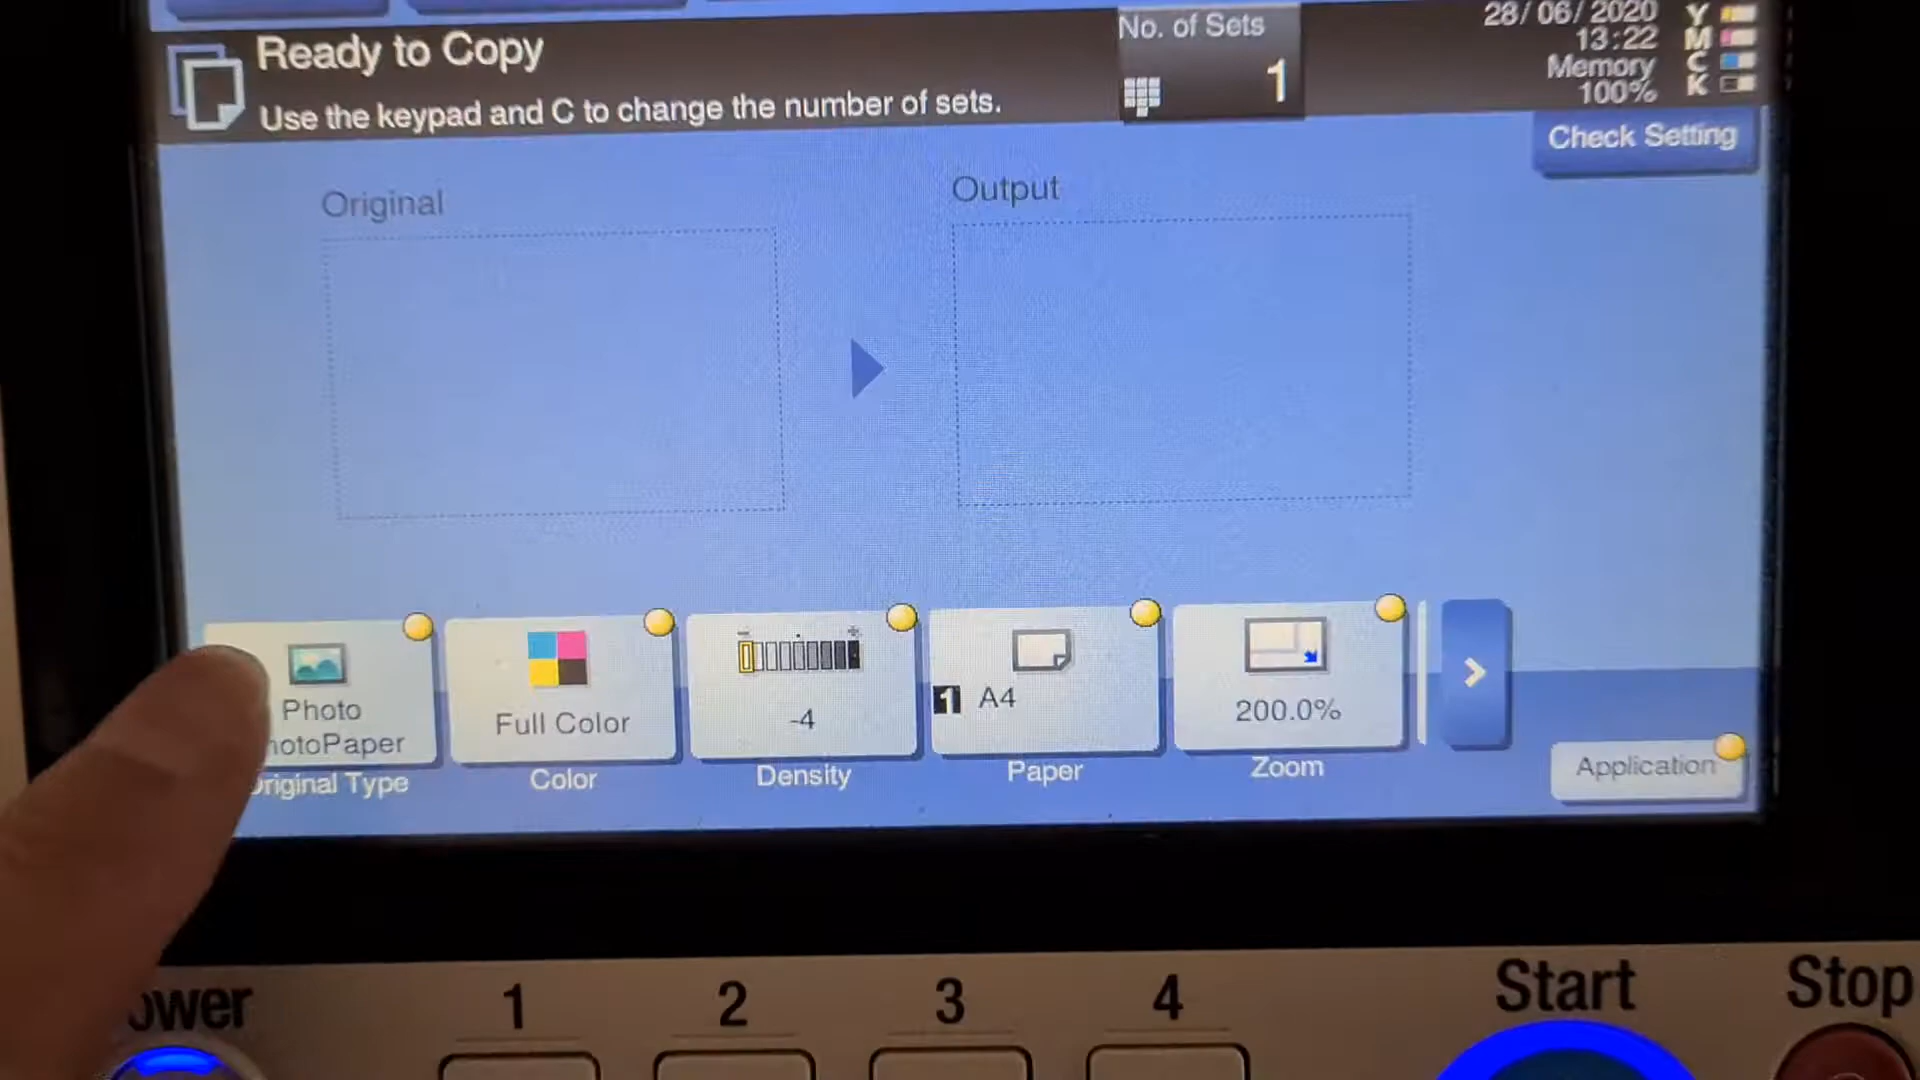 Ready to Copy
Use the keypad and C to change the number of sets.
No. of Sets
1
28/06/2020
13:22
Memory
100%
Y
M
C
K
Check Setting
Original
Output
Photo
hotoPaper
Original Type
Full Color
Color
-4
Density
1 A4
Paper
200.0%
Zoom
Application
ower
1
2
3
4
Start
Stop